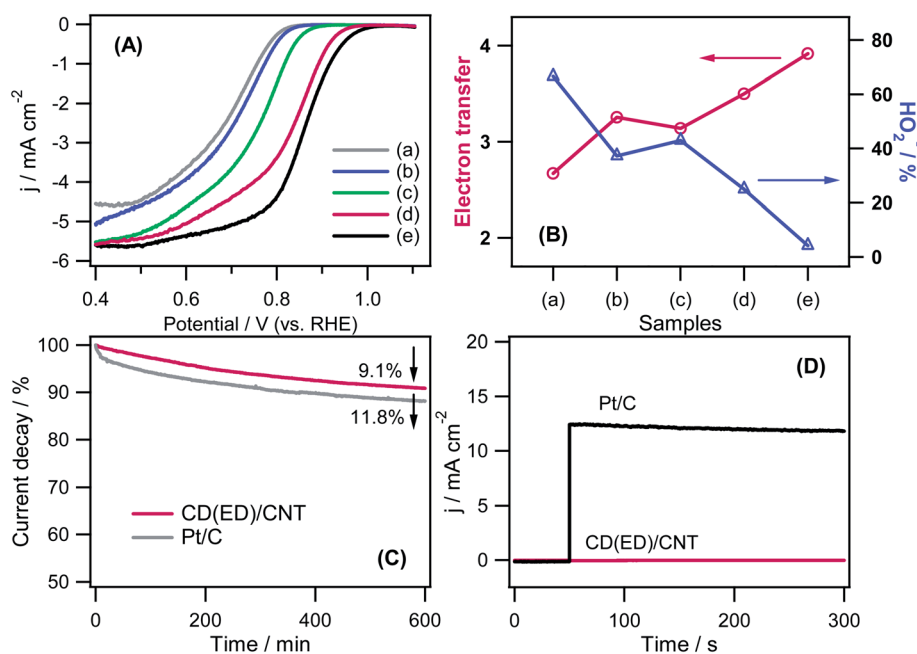 (A)
0
-1
-2
-3
-4
-5
-6
j / mA cm⁻²
(a)
(b)
(c)
(d)
(e)
0.4 0.6 0.8 1.0
Potential / V (vs. RHE)
(B)
4
3
2
Electron transfer
80
60
40
20
0
HO₂⁻ / %
(a) (b) (c) (d) (e)
Samples
100
90
80
70
60
50
Current decay / %
9.1%
11.8%
CD(ED)/CNT
Pt/C
(C)
0 200 400 600
Time / min
20
15
10
5
0
j / mA cm⁻²
(D)
Pt/C
CD(ED)/CNT
0 100 200 300
Time / s